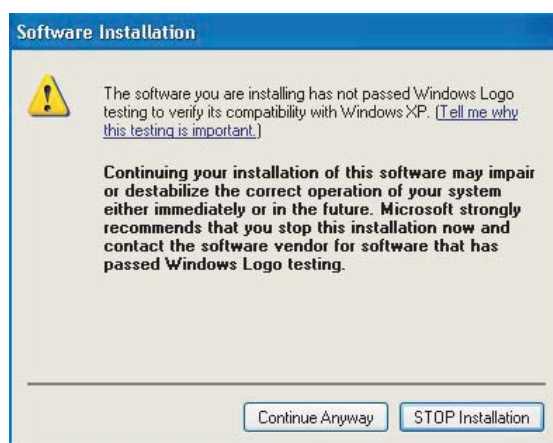 Software Installation
The software you are installing has not passed Windows Logo
testing to verify its compatibility with Windows XP. (Tell me why
this testing is important.)
Continuing your installation of this software may impair
or destabilize the correct operation of your system
either immediately or in the future. Microsoft strongly
recommends that you stop this installation now and
contact the software vendor for software that has
passed Windows Logo testing.
Continue Anyway
STOP Installation